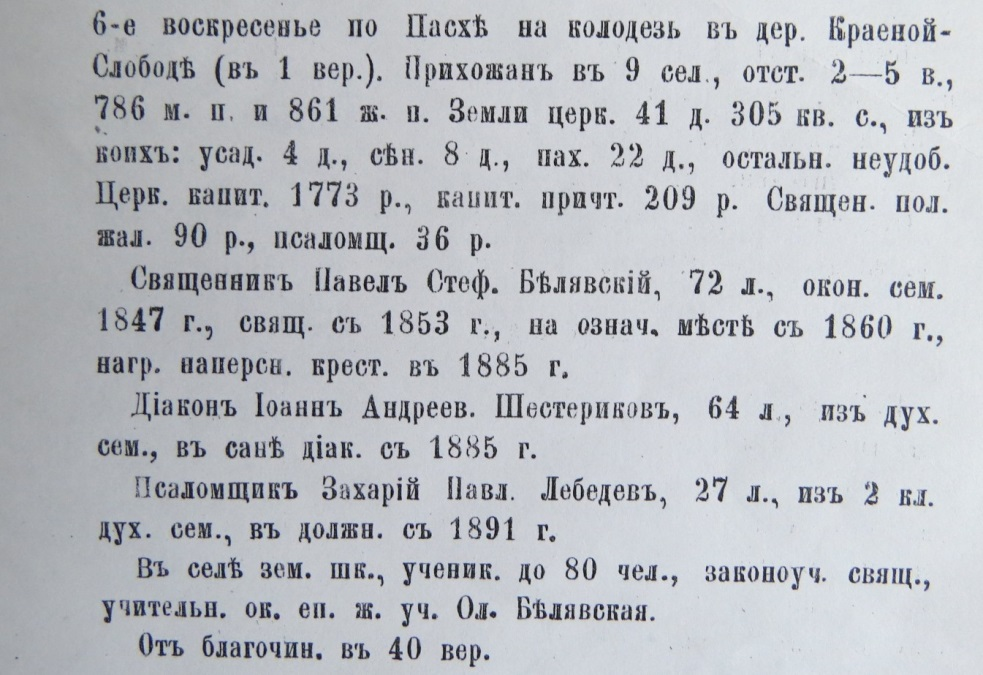 6-е воскресенье по Пасхѣ на колодезь въ дер. Краеной-
Слободѣ (въ 1 вер.). Прихожанъ въ 9 сел., отст. 2—5 в.,
786 м. п. и 861 ж. п. Земли церк. 41 д. 305 кв. с., изъ
коихъ: усад. 4 д., сѣн. 8 д., пах. 22 д., остальн. неудоб.
Церк. капит. 1773 р., капит. причт. 209 р. Священ. пол.
жал. 90 р., псаломщ. 36 р.
Священникъ Павелъ Стеф. Бѣлявскій, 72 л., окон. сем.
1847 г., свящ. съ 1853 г., на означ. мѣстѣ съ 1860 г.,
нагр. наперсн. крест. въ 1885 г.
Діаконъ Іоаннъ Андреев. Шестериковъ, 64 л., изъ дух.
сем., въ санѣ діак. съ 1885 г.
Псаломщикъ Захарій Павл. Лебедевъ, 27 л., изъ 2 кл.
дух. сем., въ должн. съ 1891 г.
Въ селѣ зем. шк., ученик. до 80 чел., законоуч. свящ.,
учительн. ок. еп. ж. уч. Ол. Бѣлявская.
Отъ благочин. въ 40 вер.